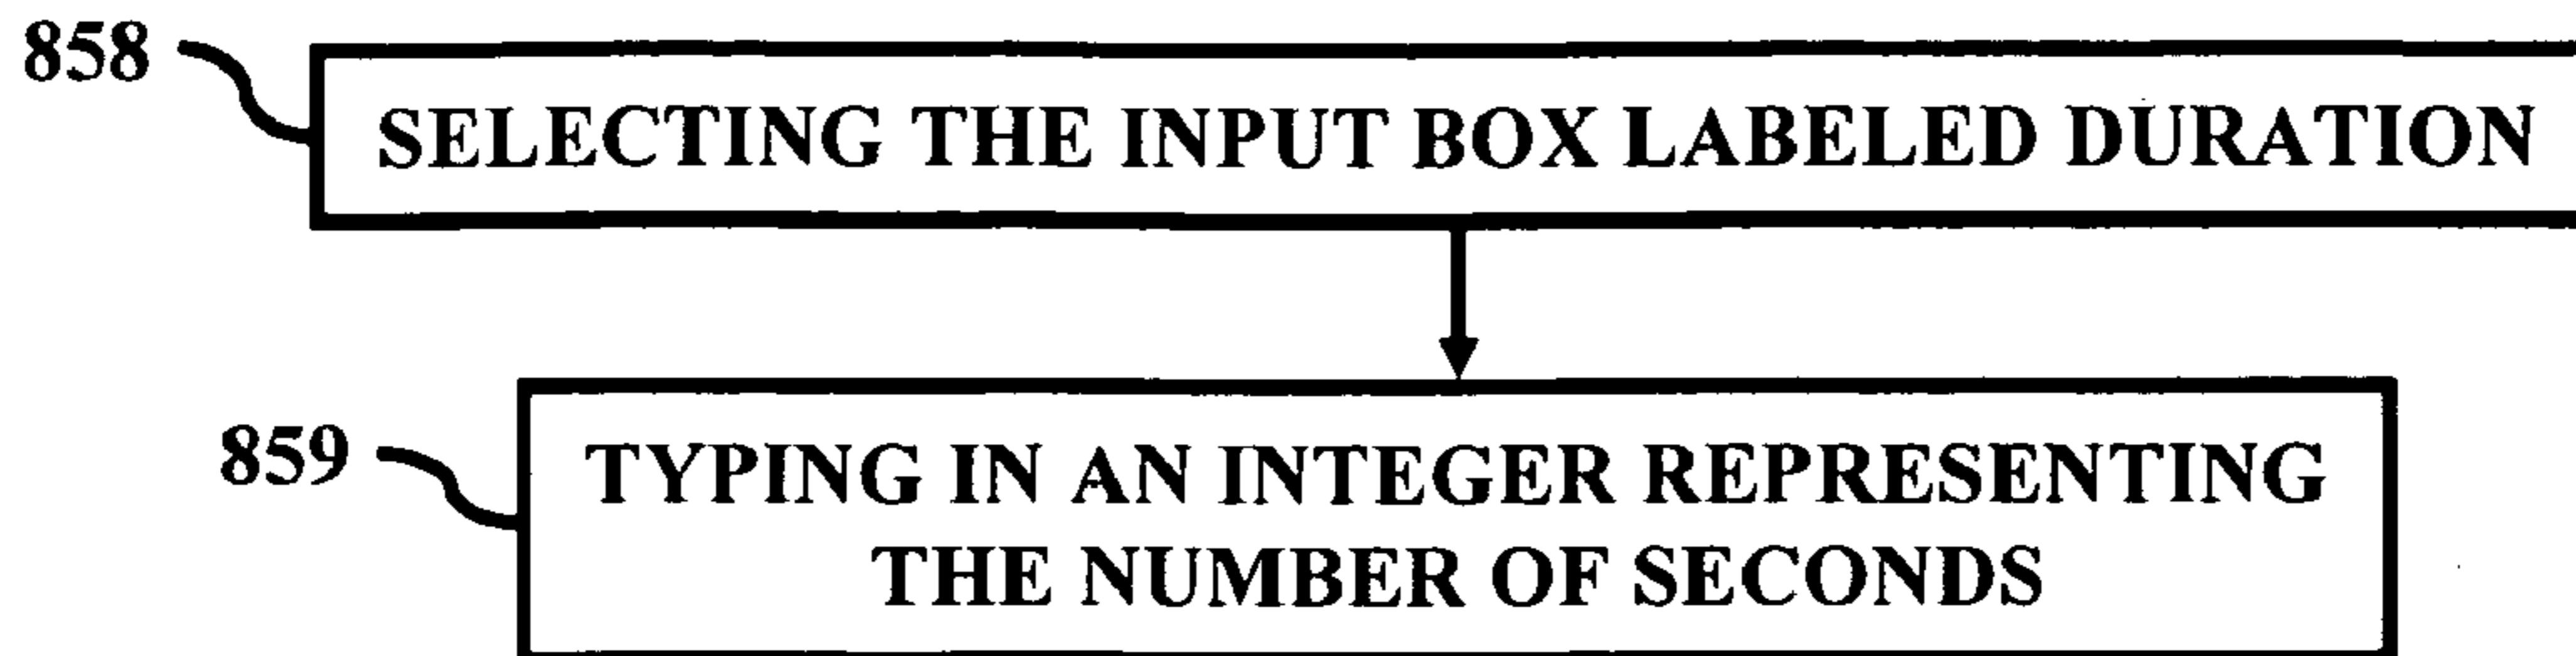 858
SELECTING THE INPUT BOX LABELED DURATION
859
TYPING IN AN INTEGER REPRESENTING
THE NUMBER OF SECONDS